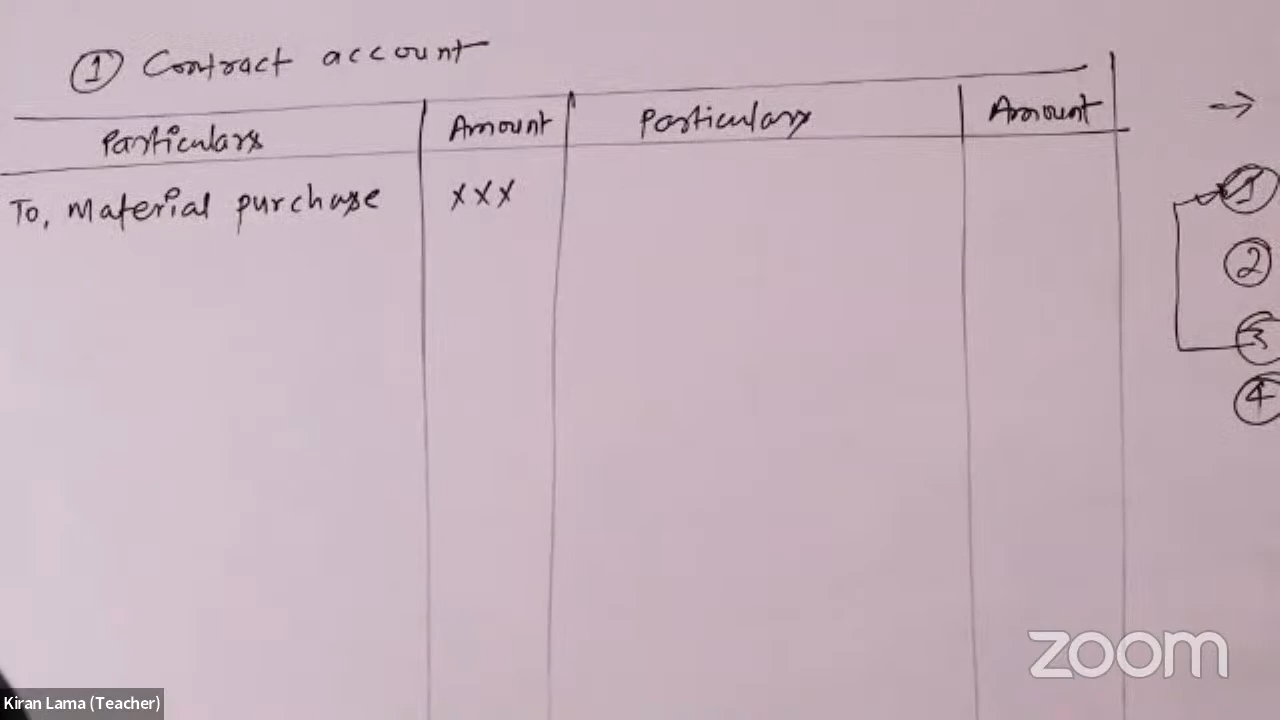 ① Contract account
Particulars Amount Particulars Amount
→
To, Material purchase xxx
①
②
③
④
zoom
Kiran Lama (Teacher)